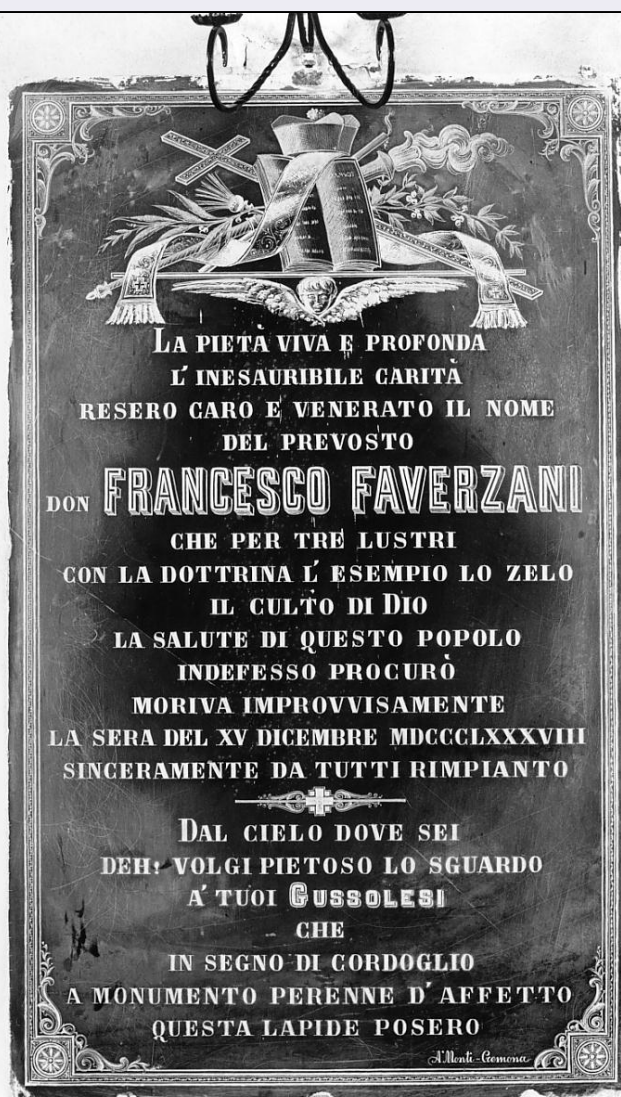 LA PIETÀ VIVA E PROFONDA
L' INESAURIBILE CARITÀ
RESERO CARO E VENERATO IL NOME
DEL PREVOSTO
DON FRANCESCO FAVERZANI
CHE PER TRE LUSTRI
CON LA DOTTRINA L' ESEMPIO LO ZELO
IL CULTO DI DIO
LA SALUTE DI QUESTO POPOLO
INDEFESSO PROCURÒ
MORIVA IMPROVVISAMENTE
LA SERA DEL XV DICEMBRE MDCCCLXXXVIII
SINCERAMENTE DA TUTTI RIMPIANTO
DAL CIELO DOVE SEI
DEH! VOLGI PIETOSO LO SGUARDO
A' TUOI GUSSOLESI
CHE
IN SEGNO DI CORDOGLIO
A MONUMENTO PERENNE D' AFFETTO
QUESTA LAPIDE POSERO
A. Monti - Cremona